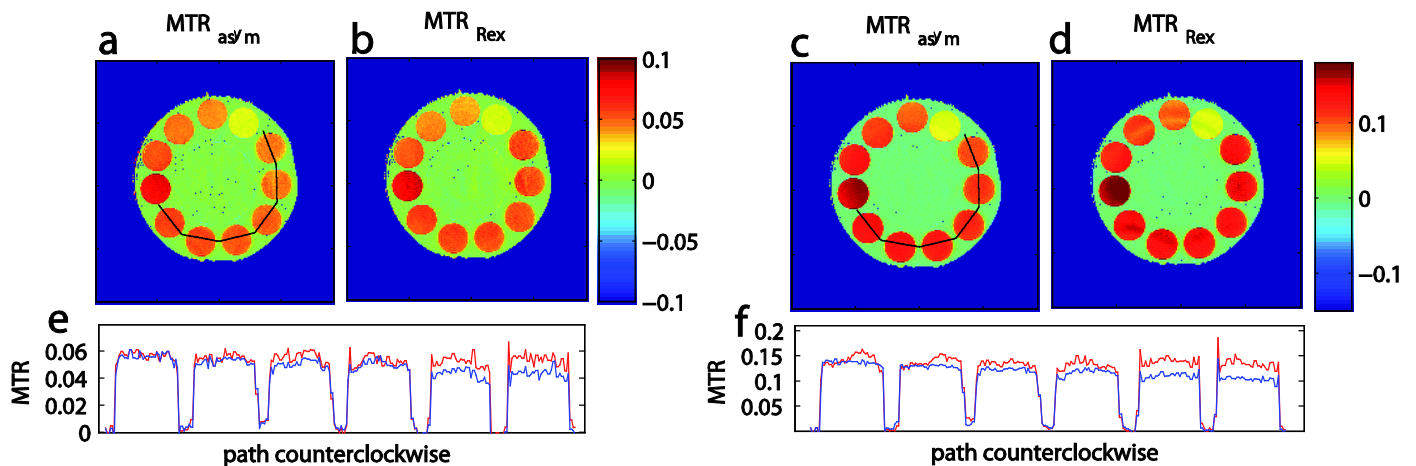 a MTR asym
b MTR Rex
0.1
0.05
0
−0.05
−0.1
c MTR asym
d MTR Rex
0.1
0
−0.1
e
MTR
0.06
0.04
0.02
0
path counterclockwise
f
MTR
0.2
0.15
0.1
0.05
path counterclockwise